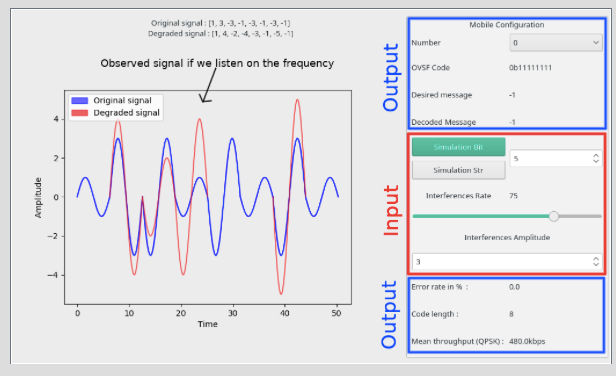 Original signal : [1, 3, -3, -1, -3, -1, -3, -1]
Degraded signal : [1, 4, -2, -4, -3, -1, -5, -1]
Observed signal if we listen on the frequency
Original signal
Degraded signal
Amplitude
4
2
0
−2
−4
0
10
20
30
40
50
Time
Output
Mobile Configuration
Number 0
OVSF Code 0b11111111
Desired message -1
Decoded Message -1
Input
Simulation Bit
5
Simulation Str
Interferences Rate 75
Interferences Amplitude
3
Output
Error rate in % : 0.0
Code length : 8
Mean throughput (QPSK) : 480.0kbps